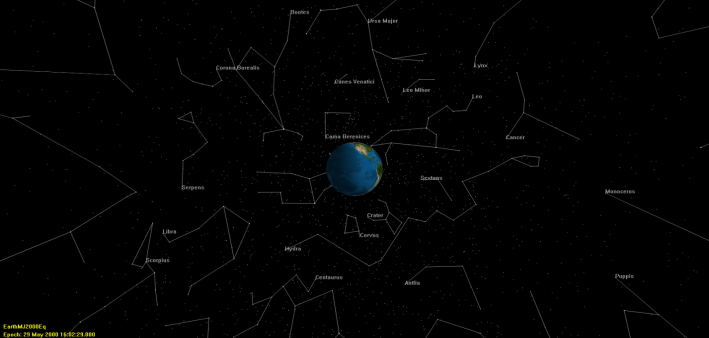 Bootes
Ursa Major
Corona Borealis
Lynx
Canes Venatici
Leo Minor
Leo
Coma Berenices
Cancer
Serpens
Sextans
Monoceros
Crater
Libra
Corvus
Hydra
Scorpius
Centaurus
Antlia
Puppis
EarthMJ2000Eq
Epoch: 29 May 2000 16:02:29.000